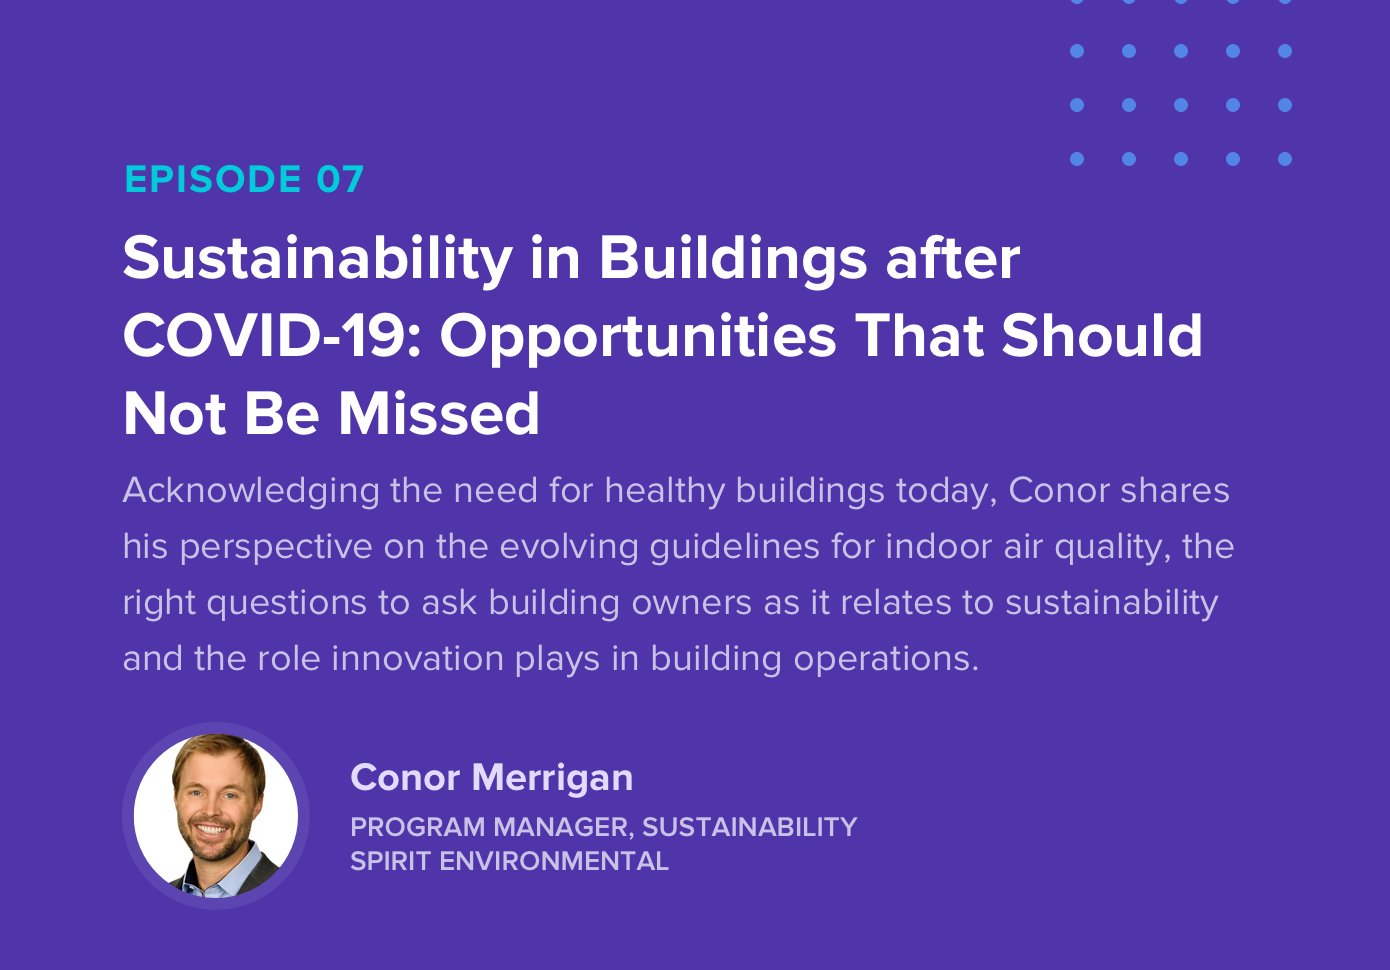 EPISODE 07
Sustainability in Buildings after
COVID-19: Opportunities That Should
Not Be Missed
Acknowledging the need for healthy buildings today, Conor shares
his perspective on the evolving guidelines for indoor air quality, the
right questions to ask building owners as it relates to sustainability
and the role innovation plays in building operations.
Conor Merrigan
PROGRAM MANAGER, SUSTAINABILITY
SPIRIT ENVIRONMENTAL